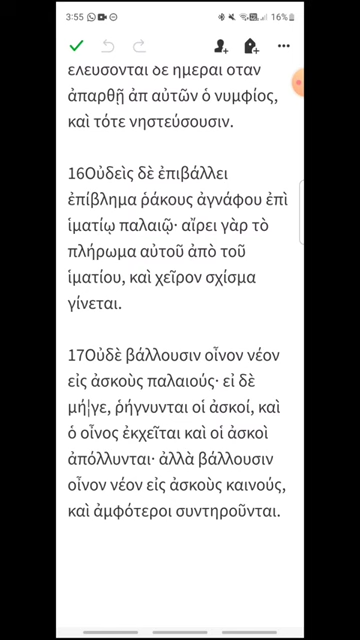 3:55
16%
ἐλεύσονται δὲ ἡμέραι ὅταν
ἀπαρθῇ ἀπ αὐτῶν ὁ νυμφίος,
καὶ τότε νηστεύσουσιν.
16Οὐδεὶς δὲ ἐπιβάλλει
ἐπίβλημα ῥάκους ἀγνάφου ἐπὶ
ἱματίῳ παλαιῷ· αἴρει γὰρ τὸ
πλήρωμα αὐτοῦ ἀπὸ τοῦ
ἱματίου, καὶ χεῖρον σχίσμα
γίνεται.
17Οὐδὲ βάλλουσιν οἶνον νέον
εἰς ἀσκοὺς παλαιούς· εἰ δὲ
μή¦γε, ῥήγνυνται οἱ ἀσκοί, καὶ
ὁ οἶνος ἐκχεῖται καὶ οἱ ἀσκοὶ
ἀπόλλυνται· ἀλλὰ βάλλουσιν
οἶνον νέον εἰς ἀσκοὺς καινούς,
καὶ ἀμφότεροι συντηροῦνται.